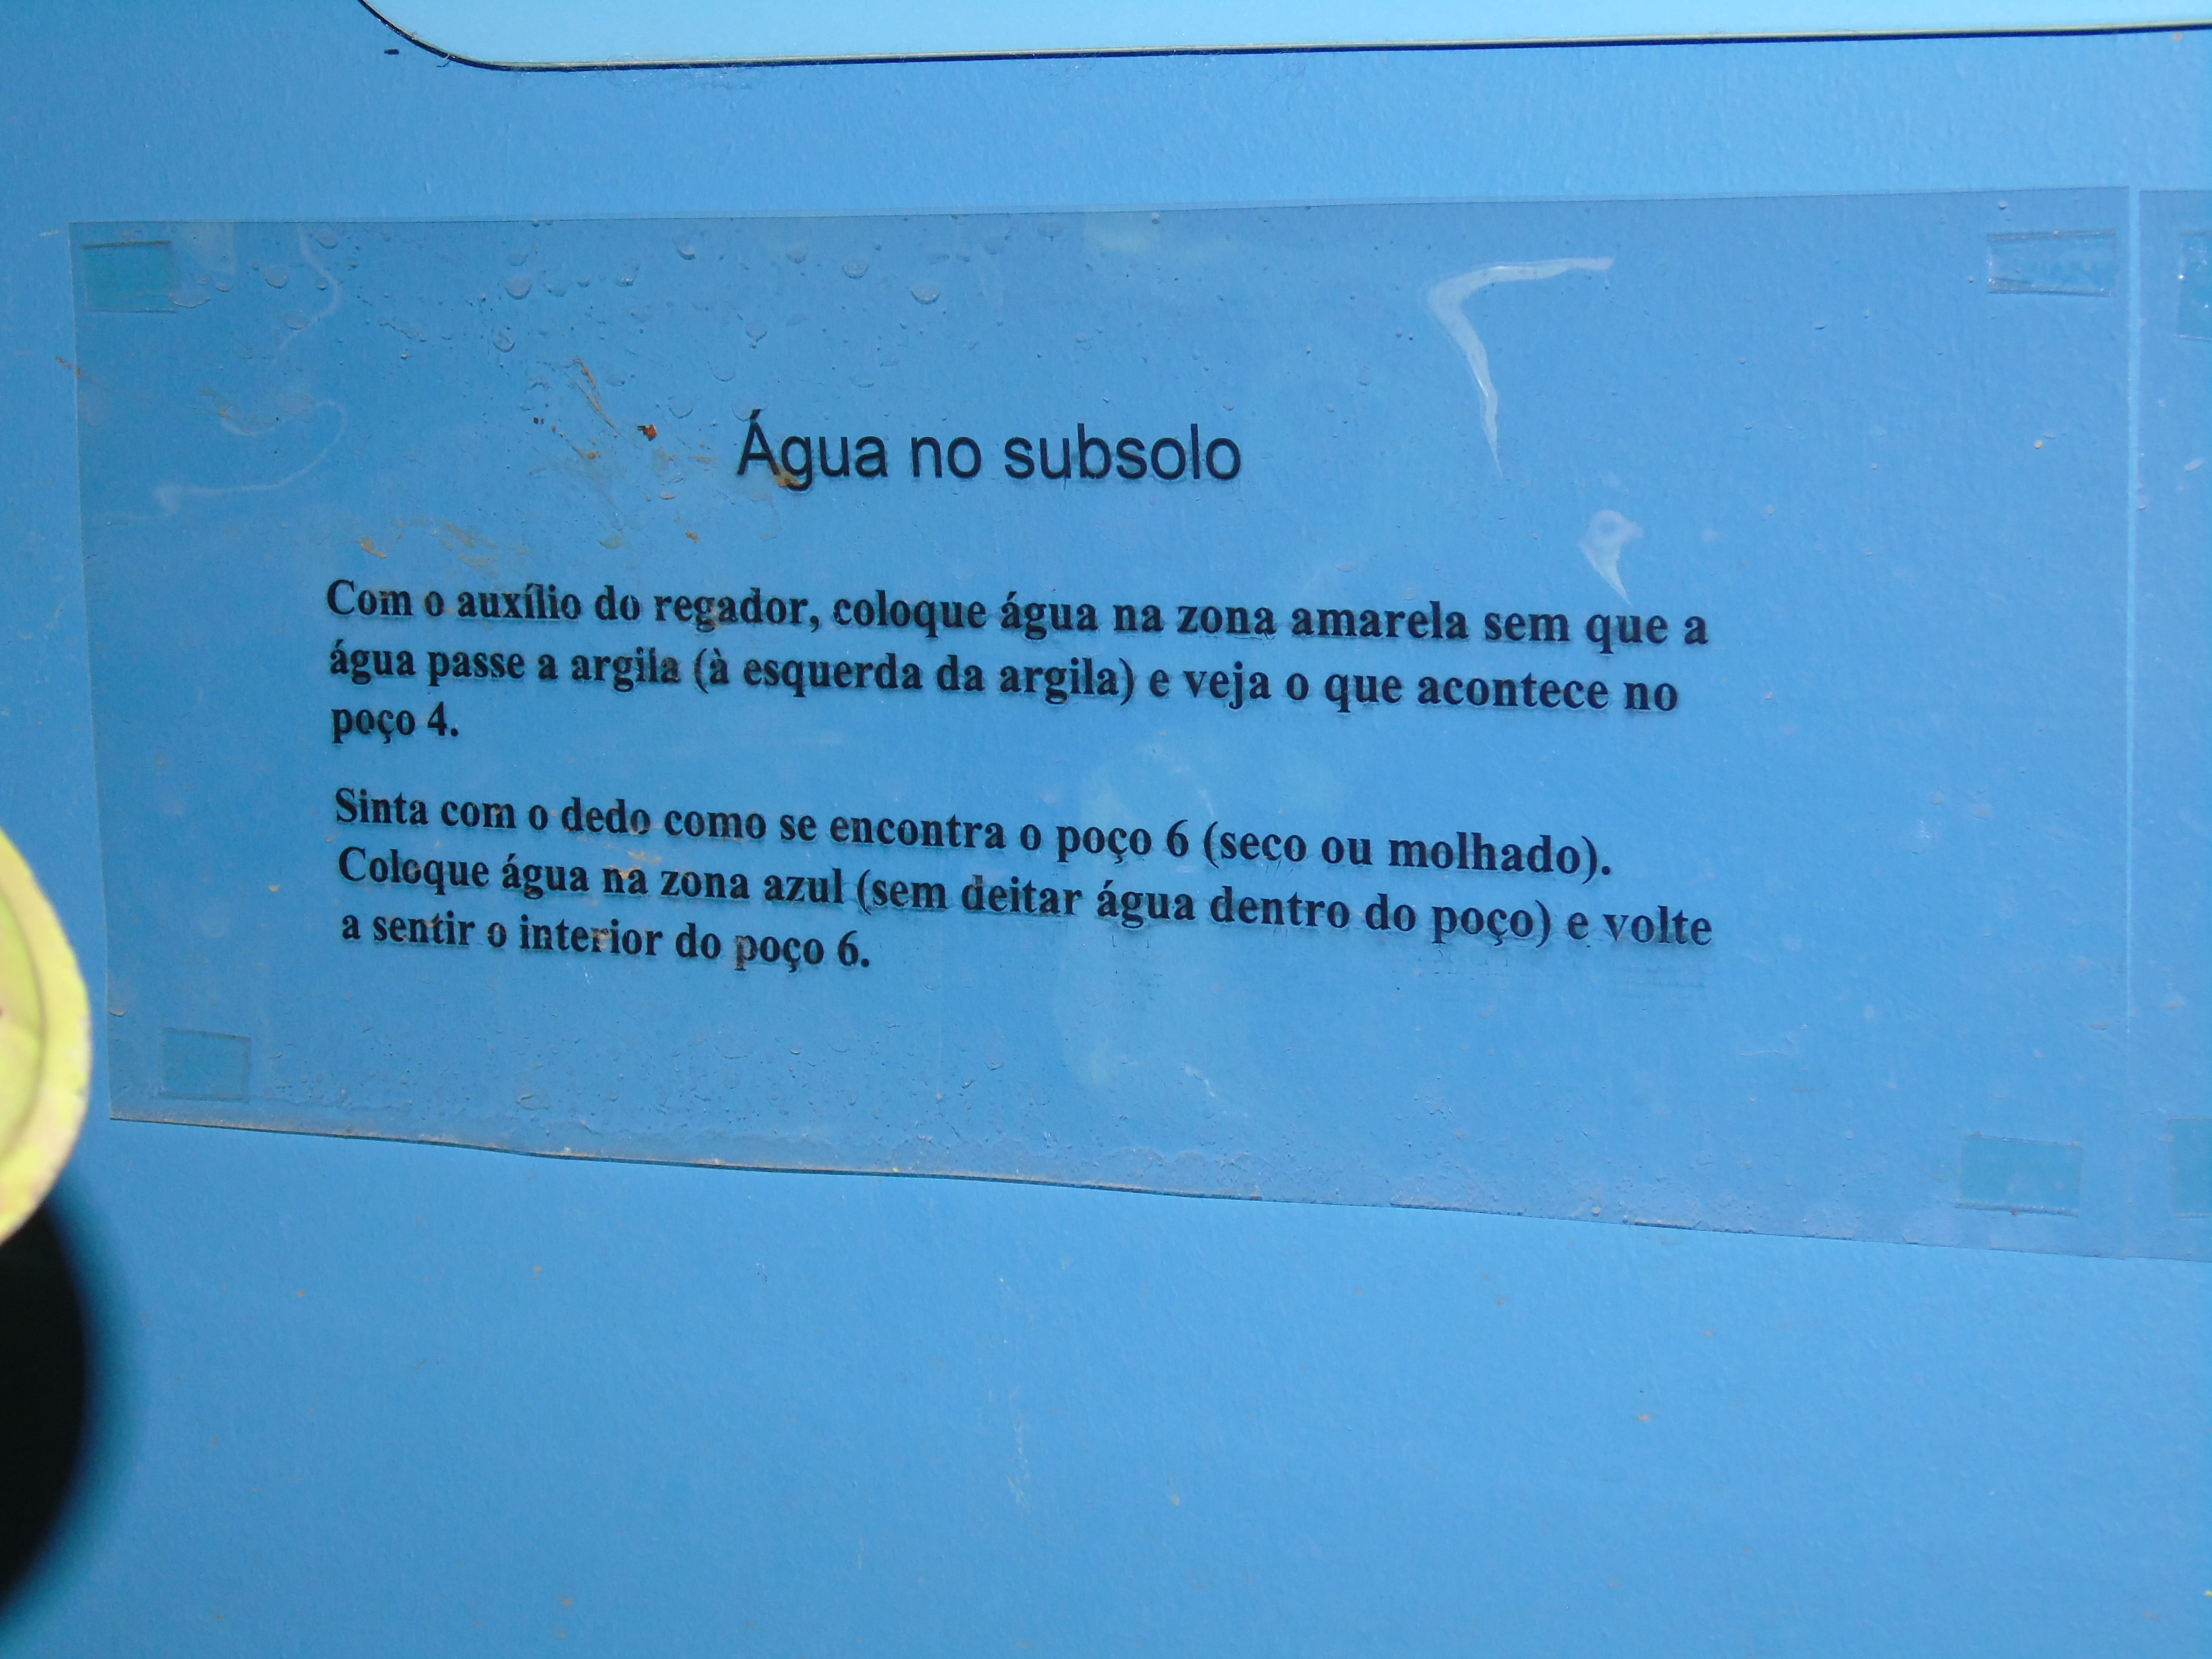 Água no subsolo
Com o auxílio do regador, coloque água na zona amarela sem que a
água passe a argila (à esquerda da argila) e veja o que acontece no
poço 4.
Sinta com o dedo como se encontra o poço 6 (seco ou molhado).
Coloque água na zona azul (sem deitar água dentro do poço) e volte
a sentir o interior do poço 6.